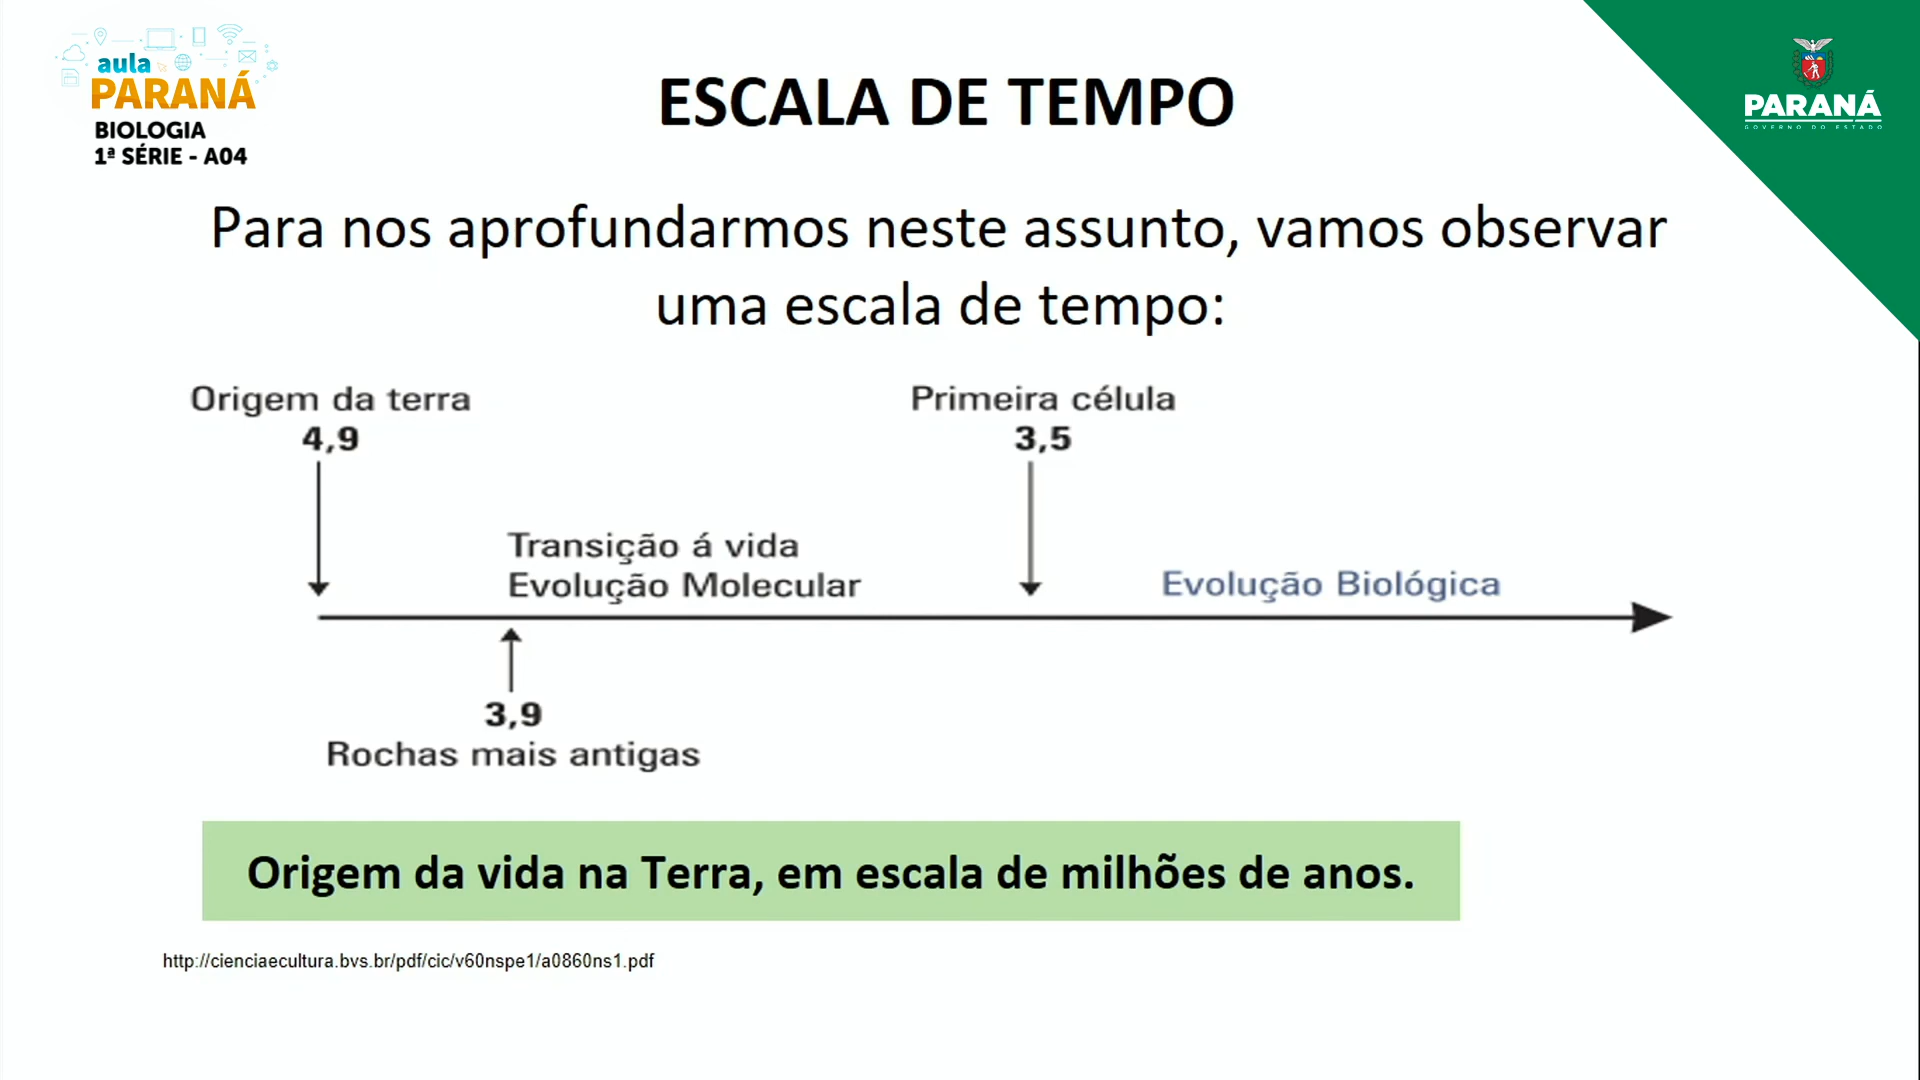 aula
PARANÁ
BIOLOGIA
1ª SÉRIE - A04
PARANÁ
GOVERNO DO ESTADO
ESCALA DE TEMPO
Para nos aprofundarmos neste assunto, vamos observar
uma escala de tempo:
Origem da terra
4,9
Primeira célula
3,5
Transição á vida
Evolução Molecular
Evolução Biológica
3,9
Rochas mais antigas
Origem da vida na Terra, em escala de milhões de anos.
http://cienciaecultura.bvs.br/pdf/cic/v60nspe1/a0860ns1.pdf